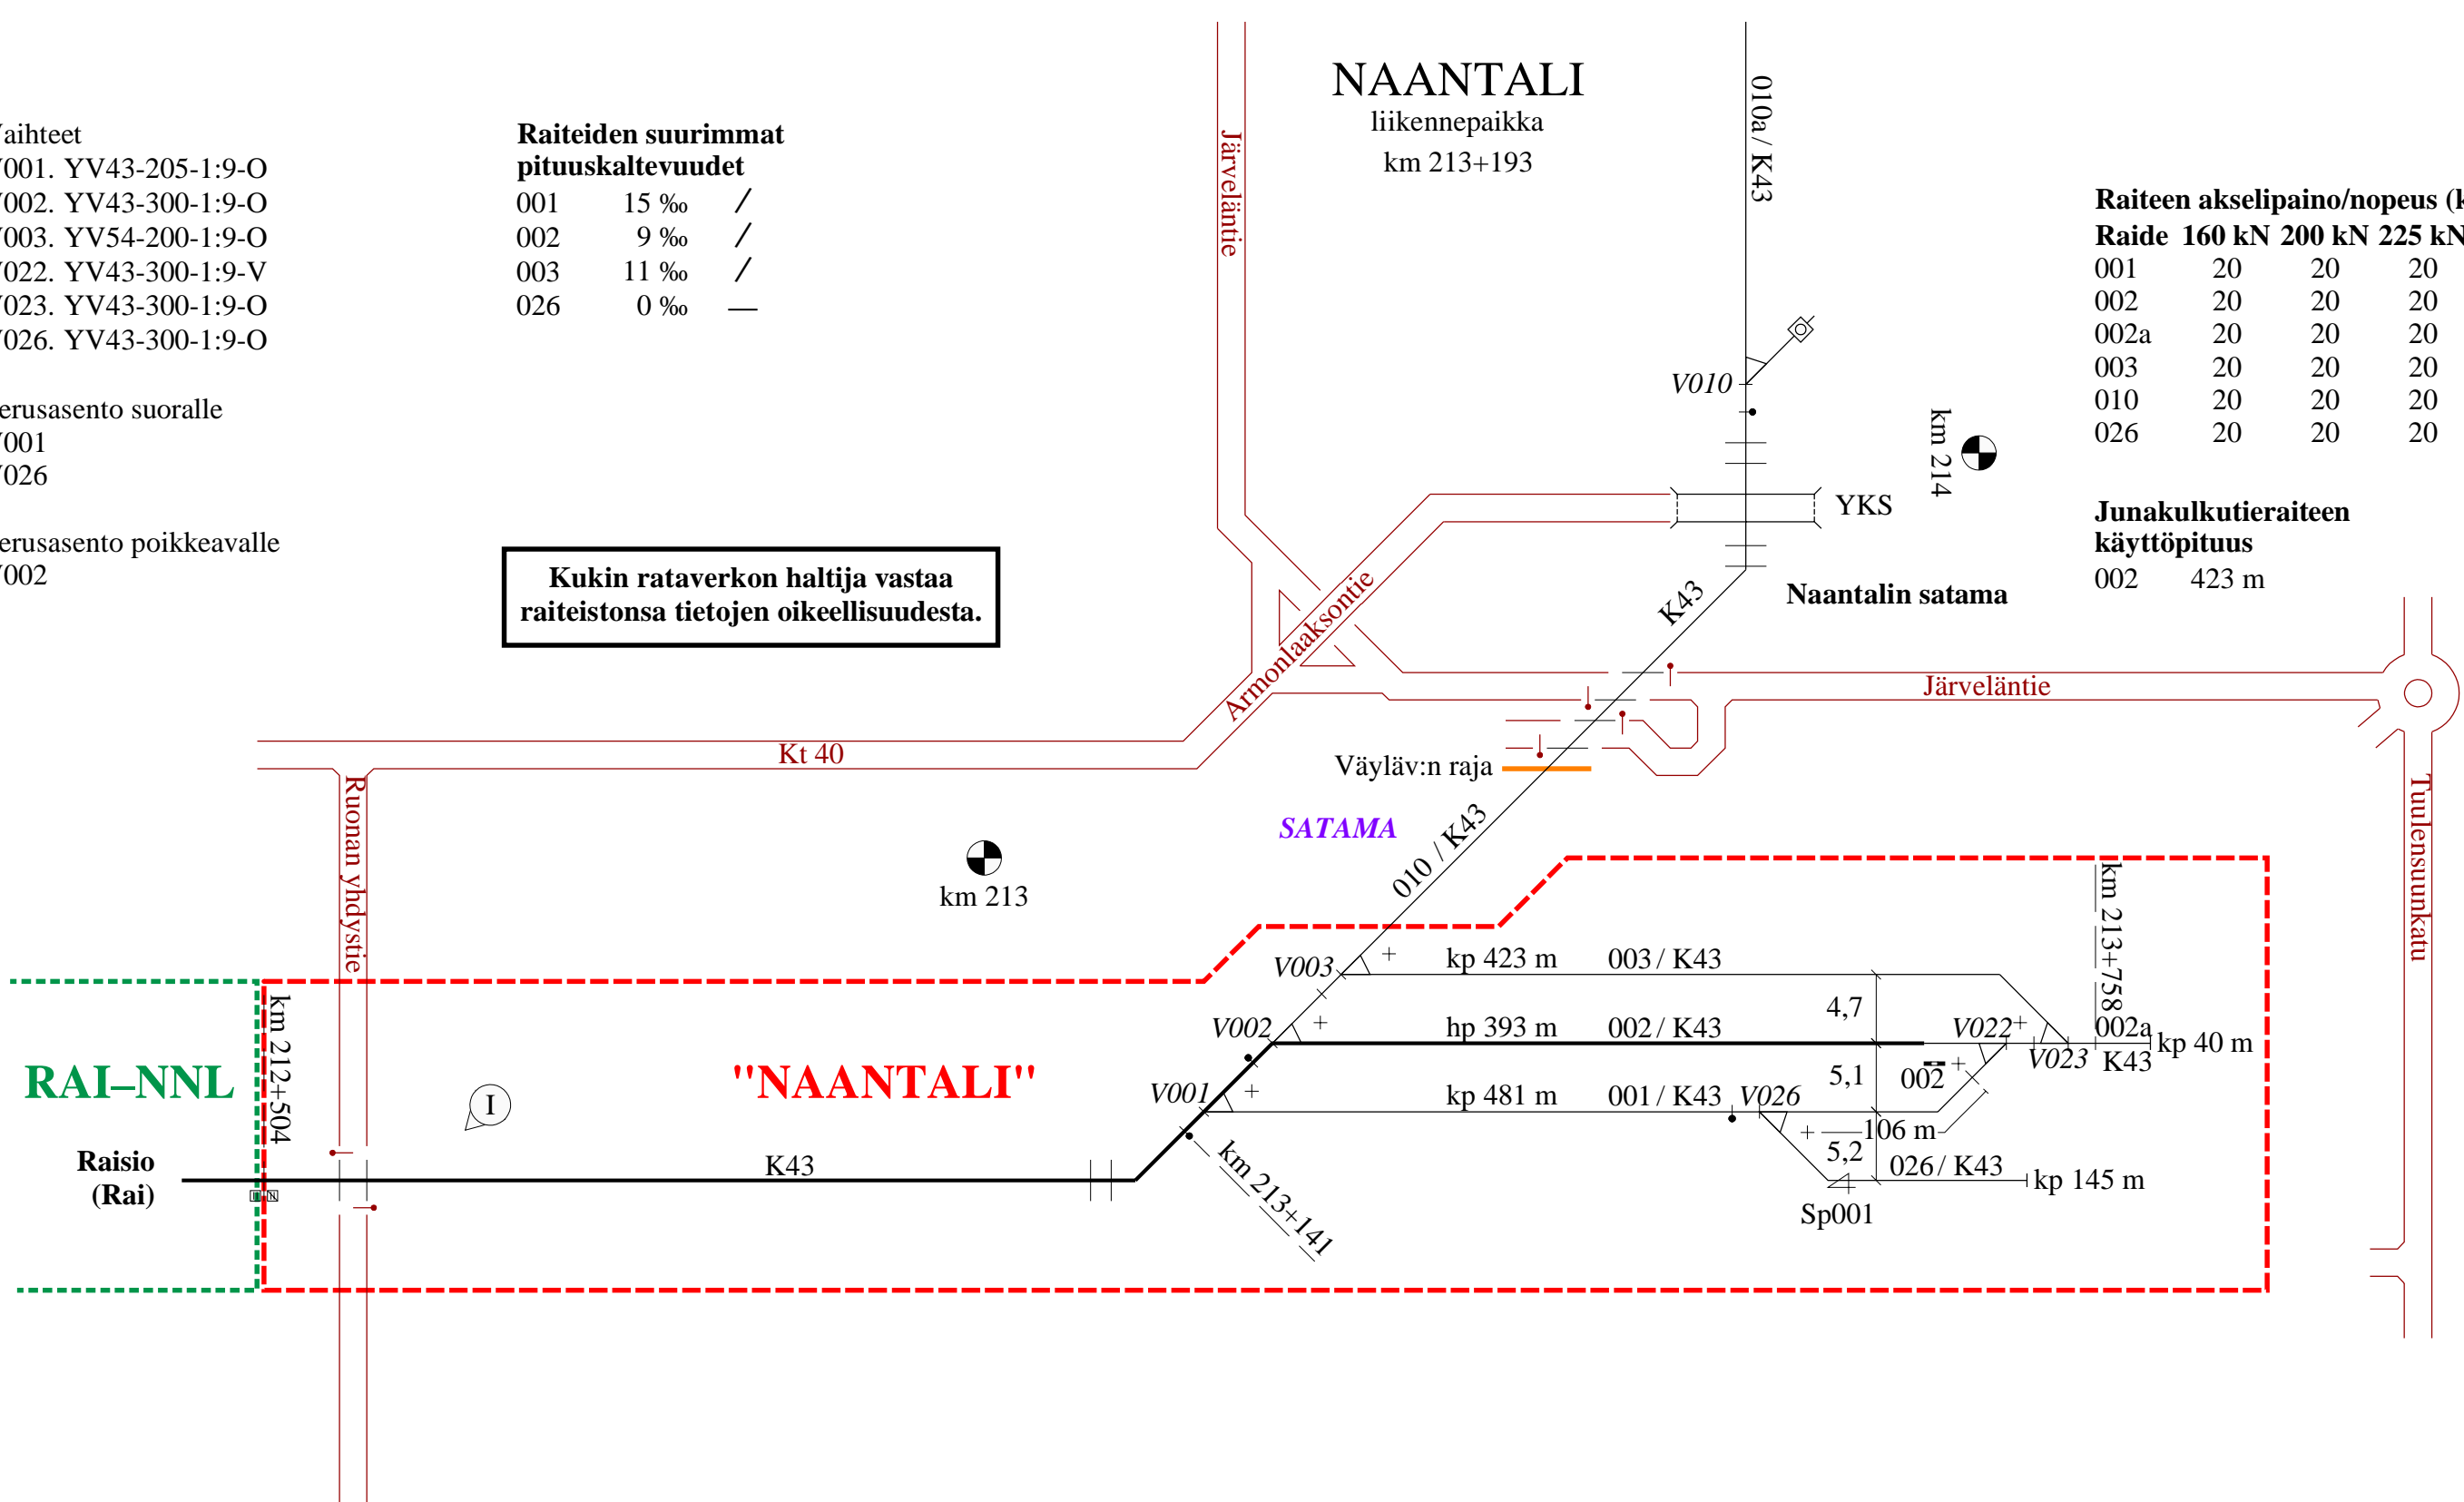 NAANTALI
liikennepaikka
km 213+193
aihteet
001. YV43-205-1:9-O
002. YV43-300-1:9-O
003. YV54-200-1:9-O
022. YV43-300-1:9-V
023. YV43-300-1:9-O
026. YV43-300-1:9-O
erusasento suoralle
001
026
erusasento poikkeavalle
002
Raiteiden suurimmat
pituuskaltevuudet
001 15 ‰ /
002 9 ‰ /
003 11 ‰ /
026 0 ‰ —
Kukin rataverkon haltija vastaa
raiteistonsa tietojen oikeellisuudesta.
Järveläntie
010a / K43
V010
km 214
YKS
Raiteen akselipaino/nopeus (k
Raide 160 kN 200 kN 225 kN
001 20 20 20
002 20 20 20
002a 20 20 20
003 20 20 20
010 20 20 20
026 20 20 20
Junakulkutieraiteen
käyttöpituus
002 423 m
K43
Naantalin satama
Armonlaaksontie
Järveläntie
Kt 40
Väyläv:n raja
Ruonan yhdystie
Tuulensuunkatu
SATAMA
010 / K43
km 213
km 213+758
V003
kp 423 m 003 / K43
4,7
km 212+504
V002
hp 393 m 002 / K43
V022
002a
kp 40 m
V023
K43
RAI–NNL
"NAANTALI"
I
5,1
002
V001
kp 481 m 001 / K43
V026
106 m
5,2
Raisio
(Rai)
K43
026 / K43
kp 145 m
Sp001
km 213+141